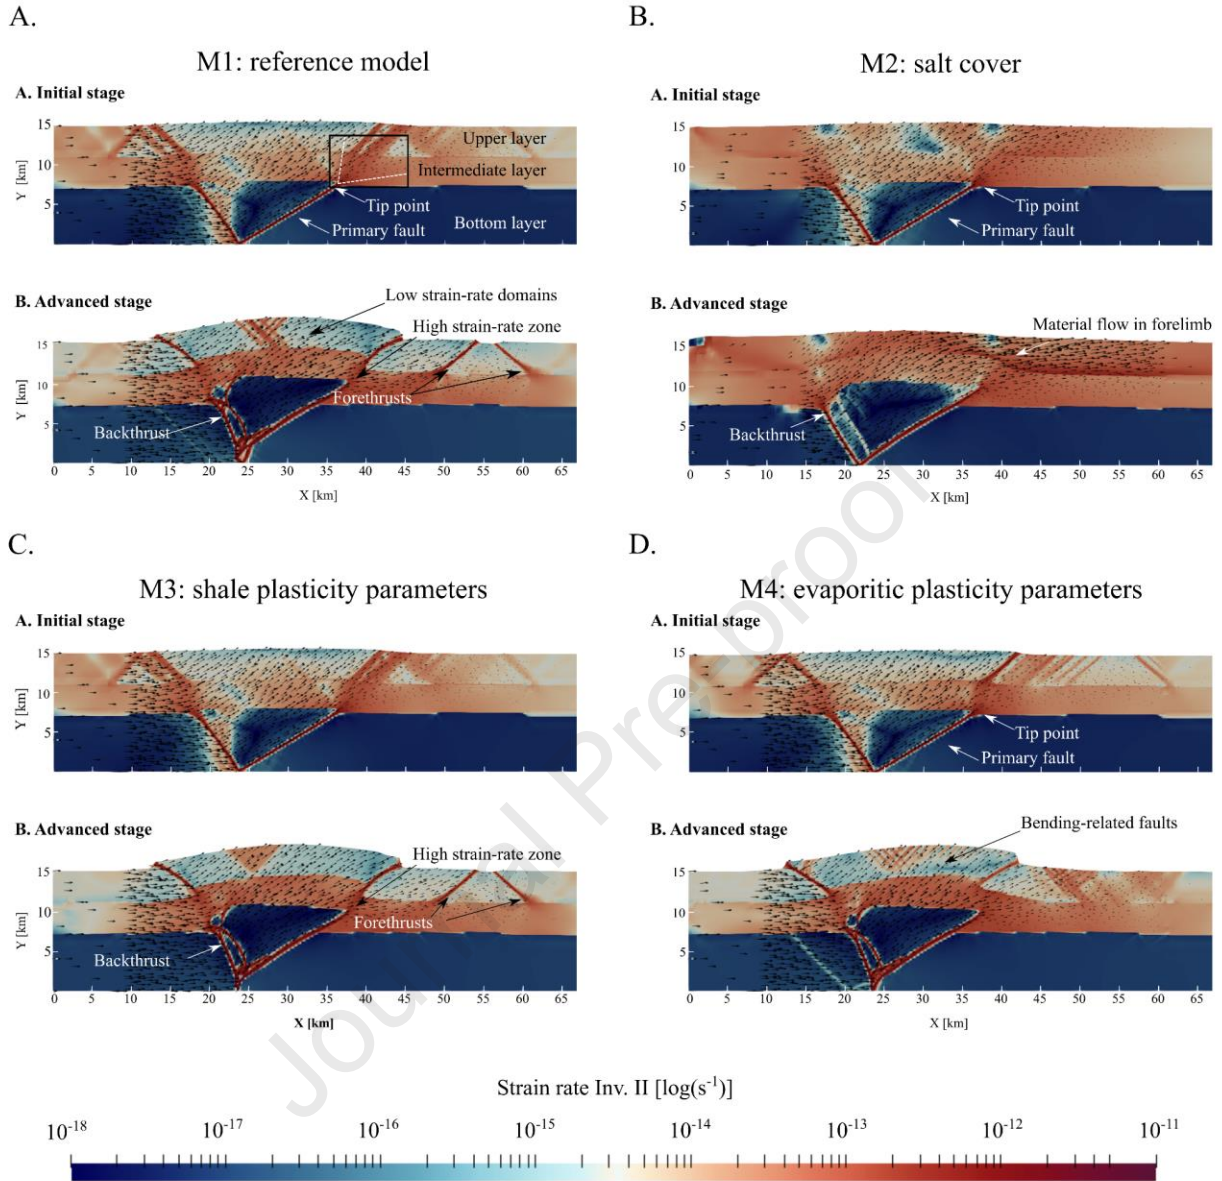 A.
M1: reference model
A. Initial stage
15
10
5
Y [km]
Upper layer
Intermediate layer
Tip point
Primary fault
Bottom layer
B. Advanced stage
Low strain-rate domains
High strain-rate zone
Forethrusts
Backthrust
15
10
5
Y [km]
0 5 10 15 20 25 30 35 40 45 50 55 60 65
X [km]
B.
M2: salt cover
A. Initial stage
15
10
5
Tip point
Primary fault
B. Advanced stage
Material flow in forelimb
Backthrust
15
10
5
0 5 10 15 20 25 30 35 40 45 50 55 60 65
X [km]
C.
M3: shale plasticity parameters
A. Initial stage
15
10
5
Y [km]
B. Advanced stage
High strain-rate zone
Forethrusts
Backthrust
15
10
5
Y [km]
0 5 10 15 20 25 30 35 40 45 50 55 60 65
X [km]
D.
M4: evaporitic plasticity parameters
A. Initial stage
15
10
5
Tip point
Primary fault
B. Advanced stage
Bending-related faults
15
10
5
0 5 10 15 20 25 30 35 40 45 50 55 60 65
X [km]
Journal Pre-proof
Strain rate Inv. II [log(s⁻¹)]
10⁻¹⁸ 10⁻¹⁷ 10⁻¹⁶ 10⁻¹⁵ 10⁻¹⁴ 10⁻¹³ 10⁻¹² 10⁻¹¹